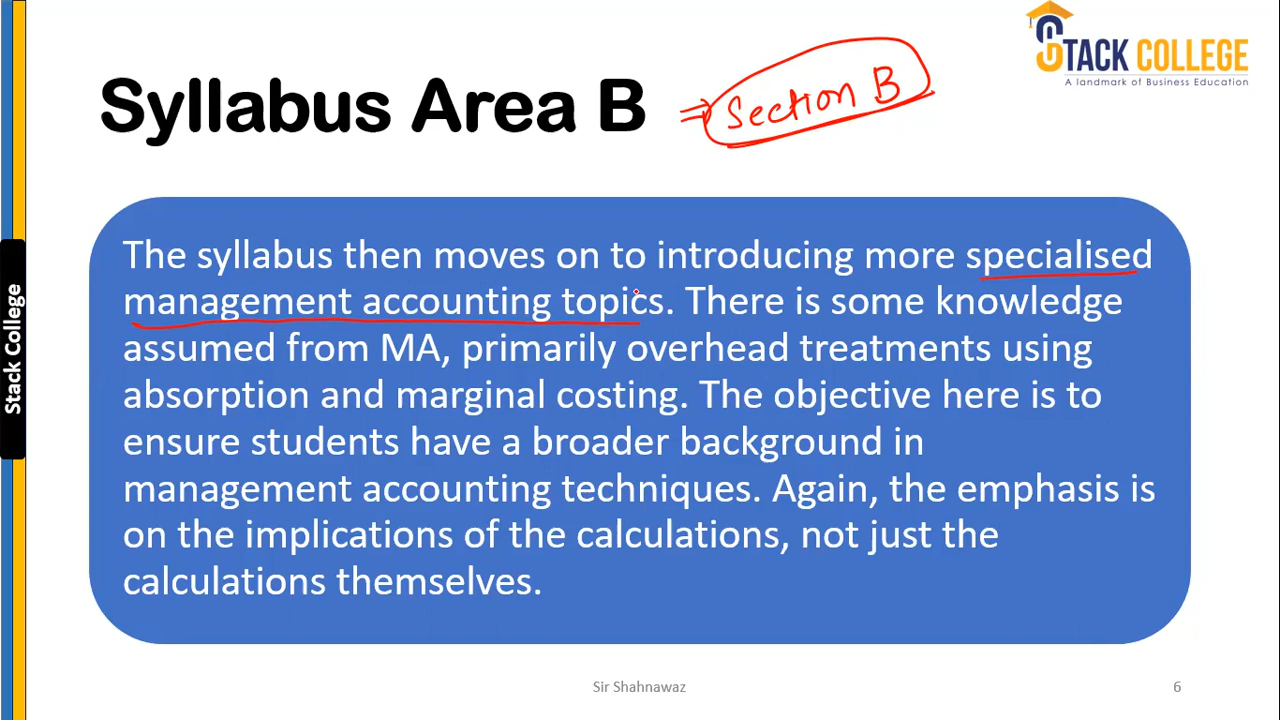 STACK COLLEGE
A landmark of Business Education
Syllabus Area B
⇒ Section B
The syllabus then moves on to introducing more specialised
management accounting topics. There is some knowledge
assumed from MA, primarily overhead treatments using
absorption and marginal costing. The objective here is to
ensure students have a broader background in
management accounting techniques. Again, the emphasis is
on the implications of the calculations, not just the
calculations themselves.
Stack College
Sir Shahnawaz
6